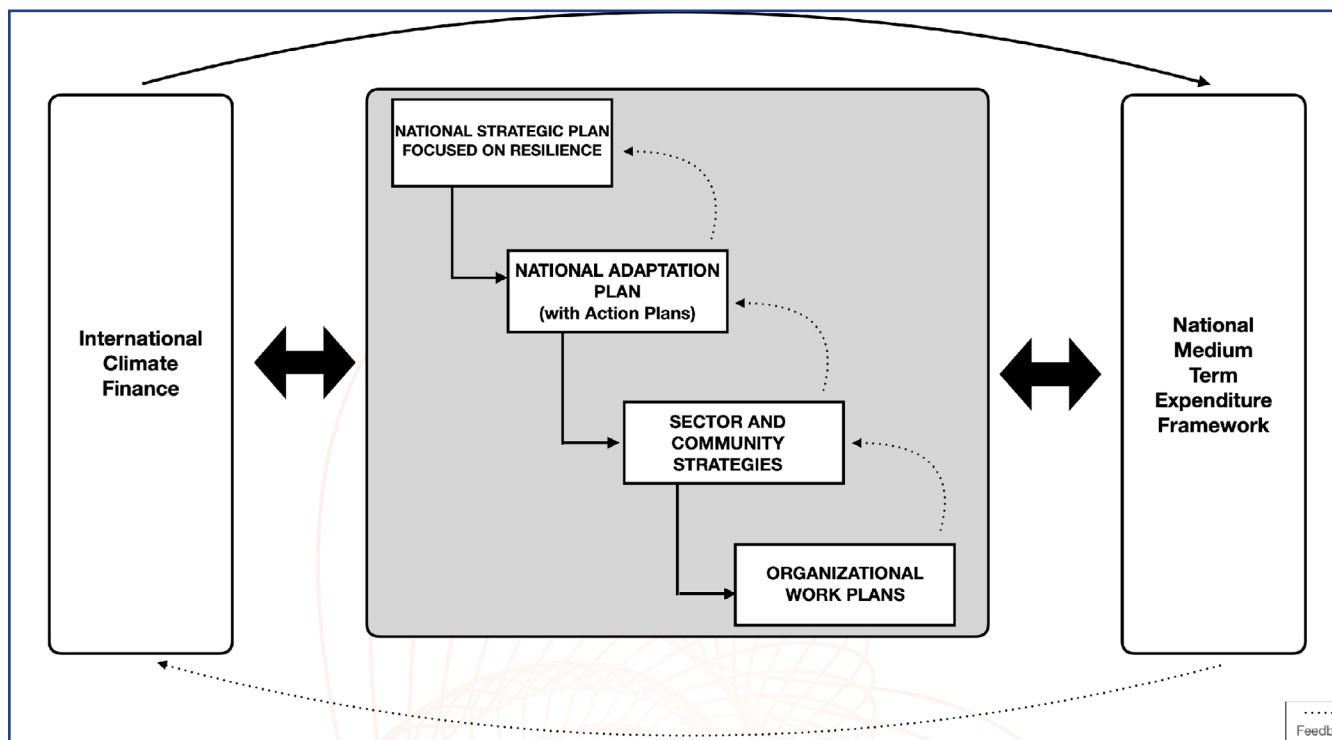 NATIONAL STRATEGIC PLAN
FOCUSED ON RESILIENCE
NATIONAL ADAPTATION
PLAN
(with Action Plans)
SECTOR AND
COMMUNITY
STRATEGIES
ORGANIZATIONAL
WORK PLANS
International
Climate
Finance
National
Medium
Term
Expenditure
Framework